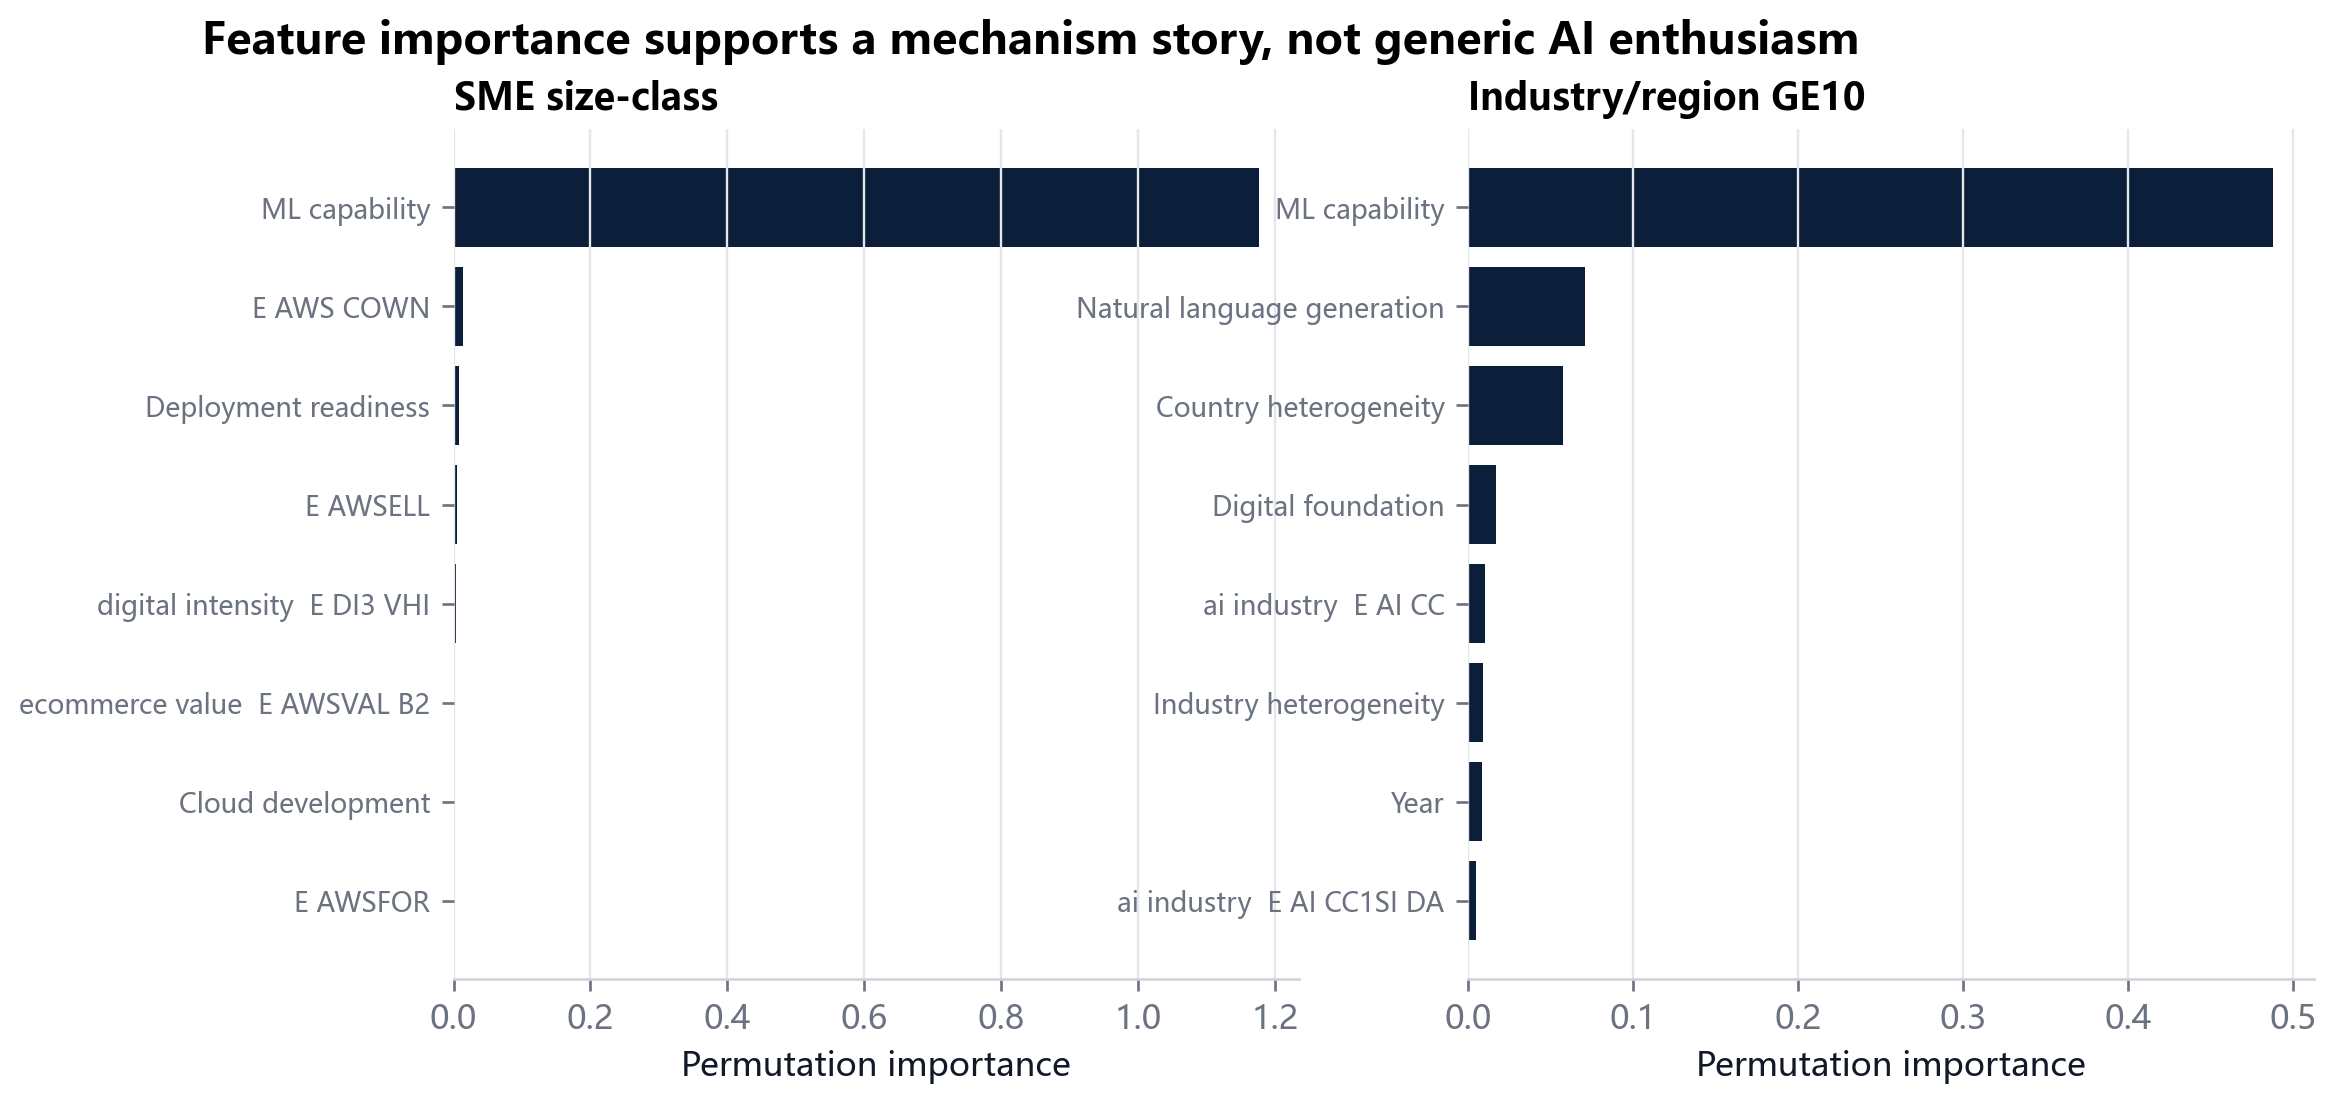 Feature importance supports a mechanism story, not generic AI enthusiasm
SME size-class
ML capability
E AWS COWN
Deployment readiness
E AWSELL
digital intensity  E DI3 VHI
ecommerce value  E AWSVAL B2
Cloud development
E AWSFOR
0.0 0.2 0.4 0.6 0.8 1.0 1.2
Permutation importance
Industry/region GE10
ML capability
Natural language generation
Country heterogeneity
Digital foundation
ai industry  E AI CC
Industry heterogeneity
Year
ai industry  E AI CC1SI DA
0.0 0.1 0.2 0.3 0.4 0.5
Permutation importance